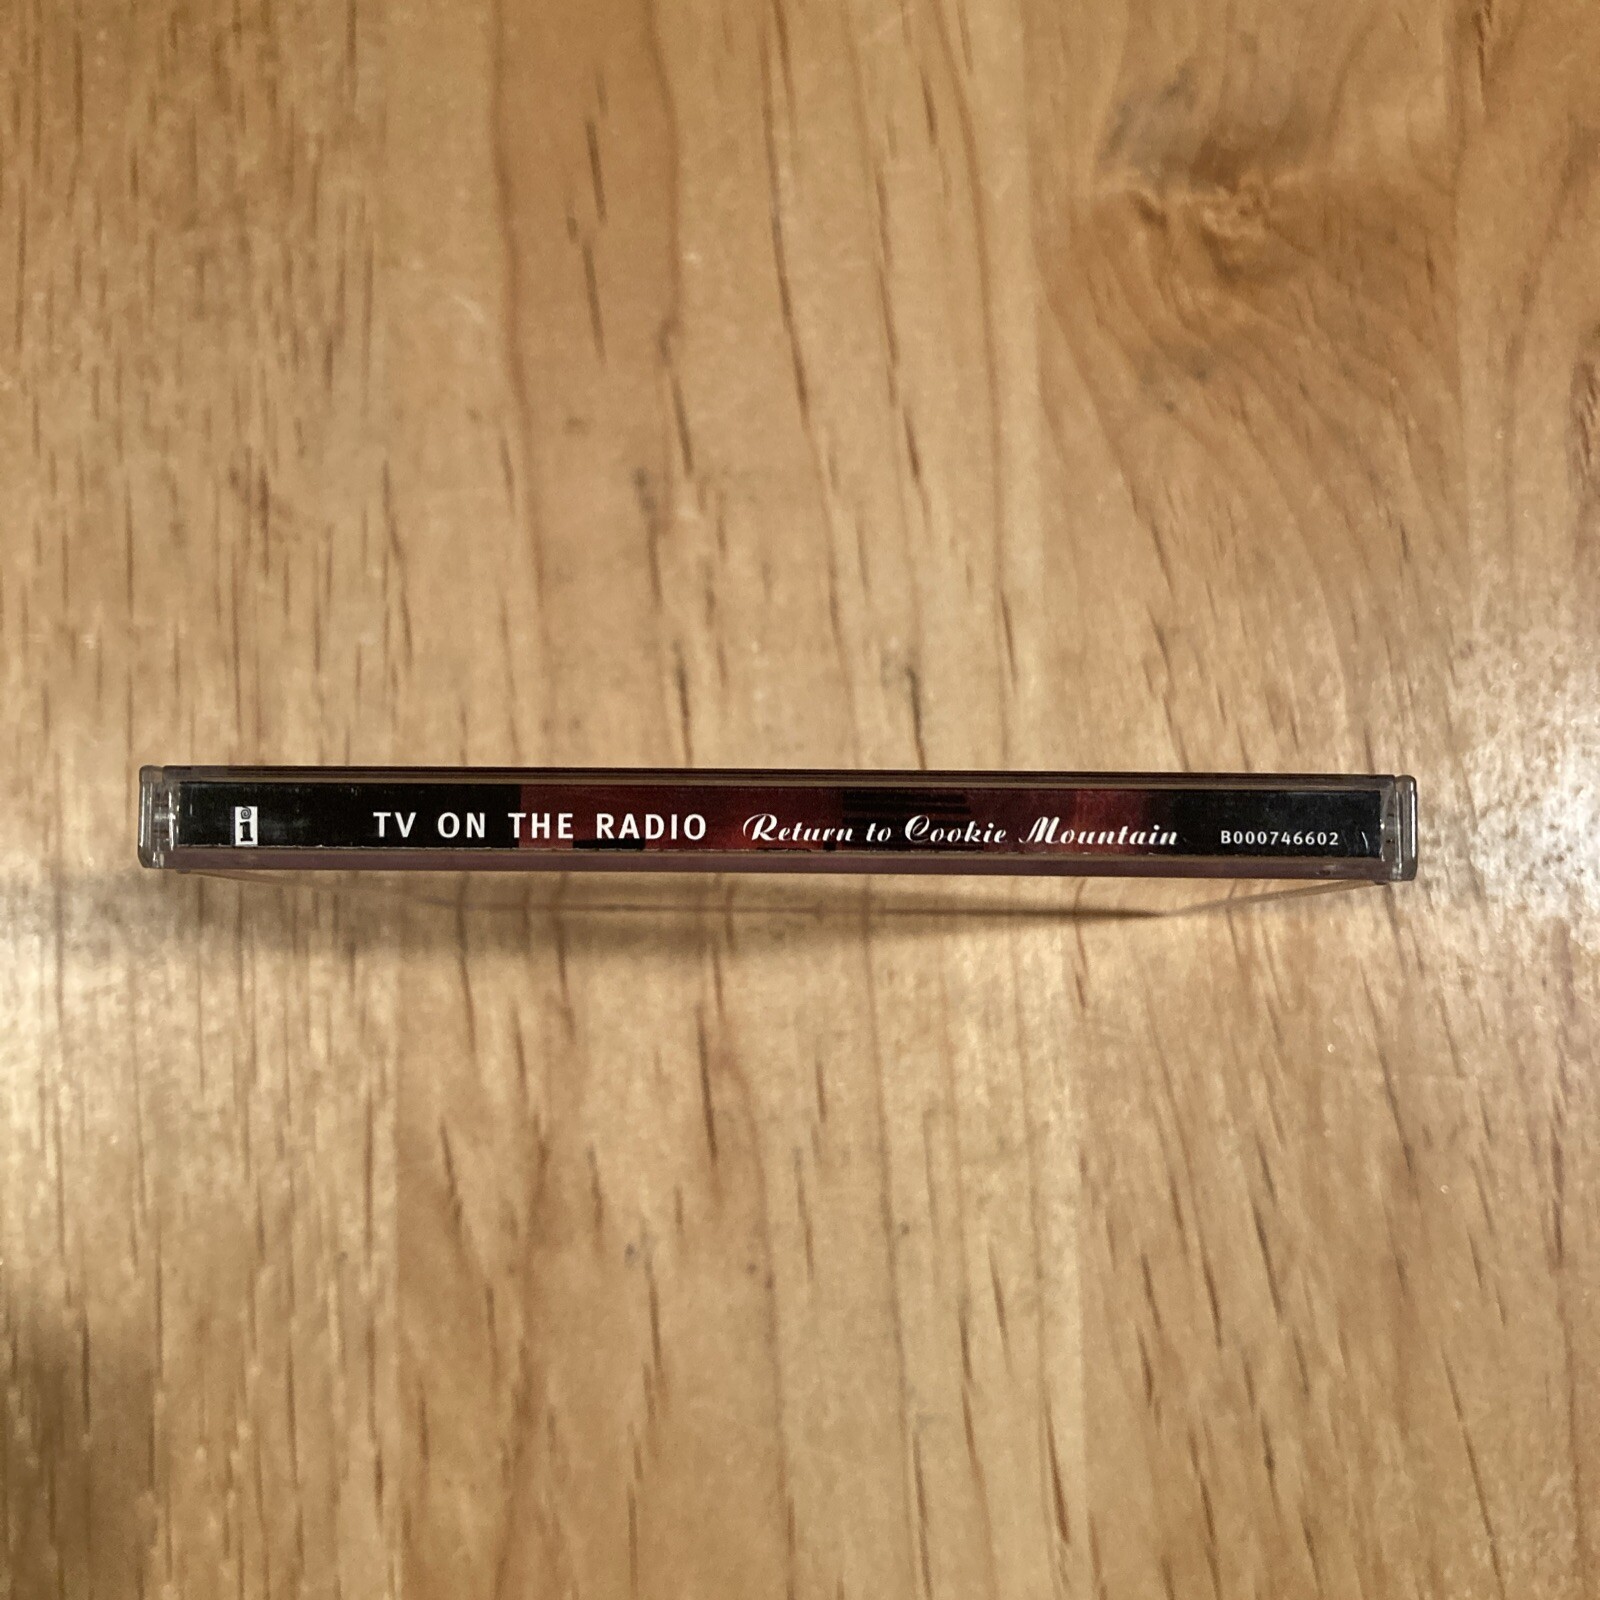 i TV ON THE RADIO Return to Cookie Mountain B000746602